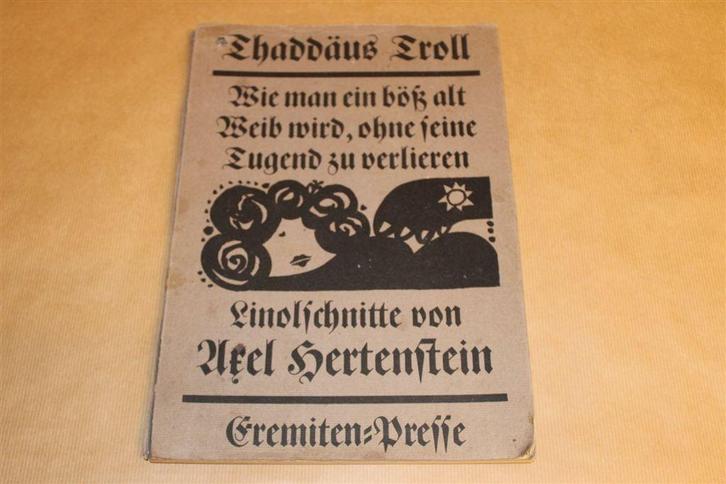 Thaddäus Troll
Wie man ein böß alt
Weib wird, ohne seine
Tugend zu verlieren
Linolschnitte von
Axel Hertenstein
Eremiten-Presse